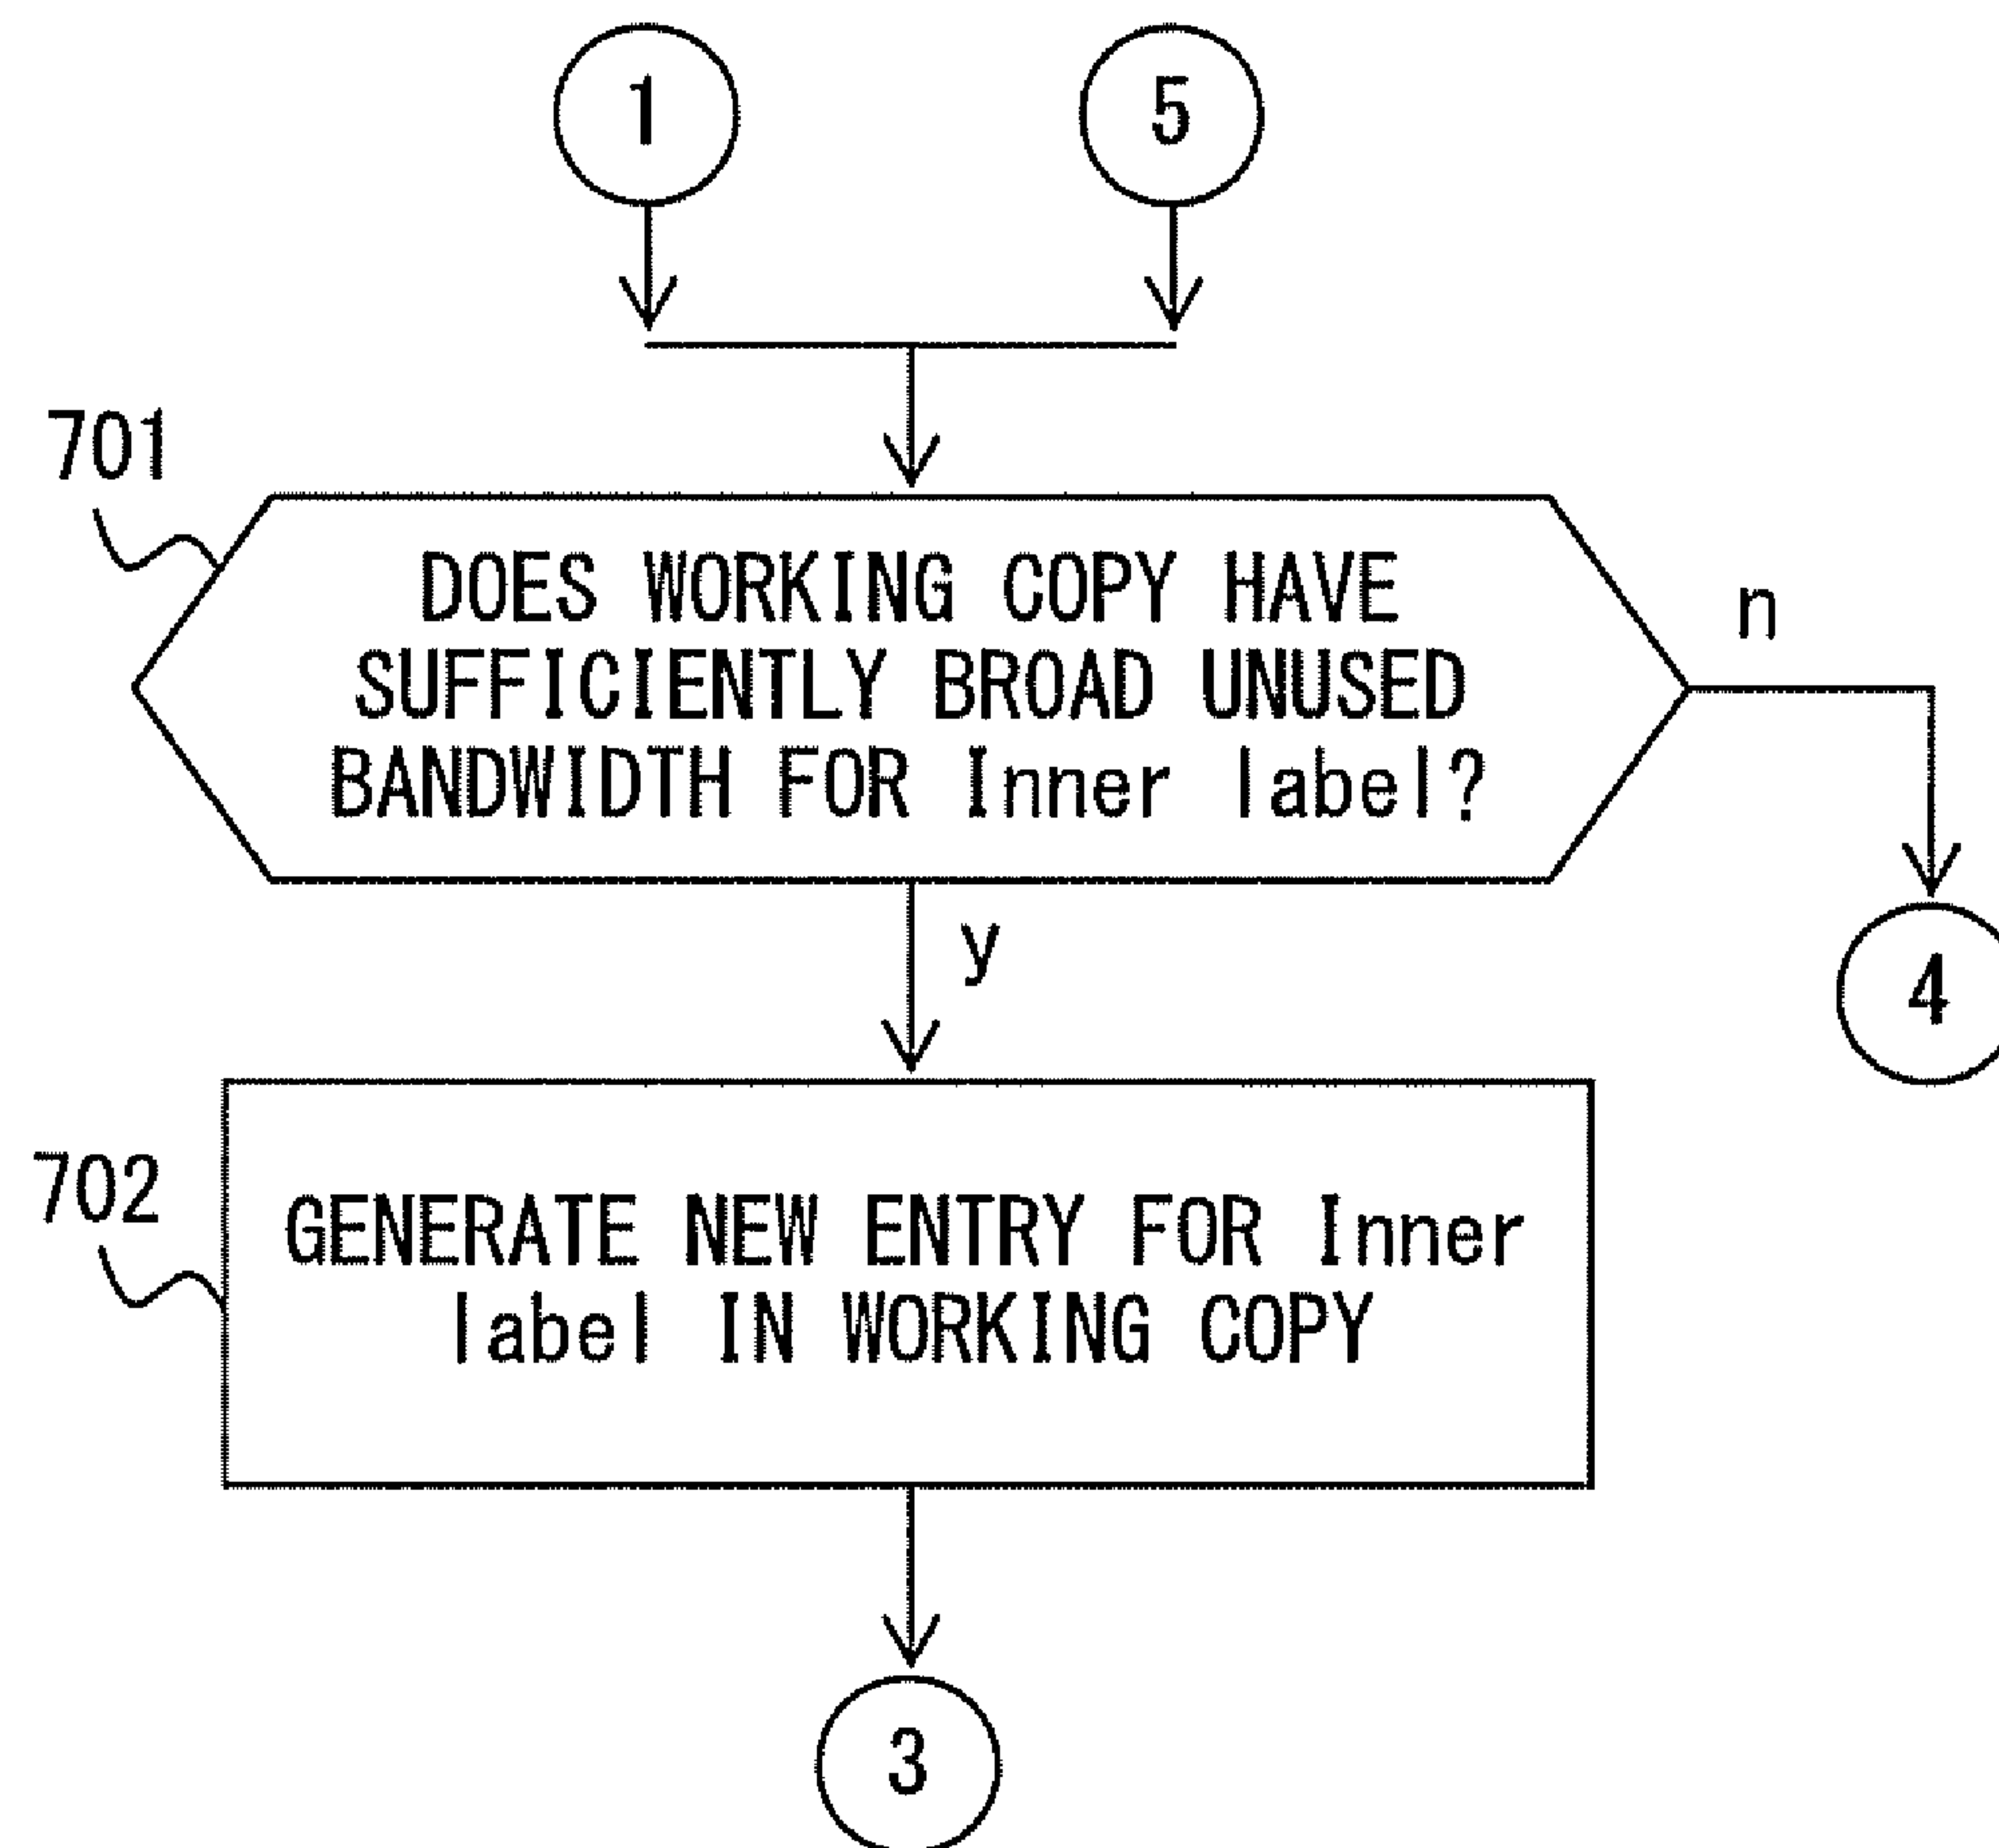 1
5
701
DOES WORKING COPY HAVE
SUFFICIENTLY BROAD UNUSED
BANDWIDTH FOR Inner label?
n
y
4
702
GENERATE NEW ENTRY FOR Inner
label IN WORKING COPY
3